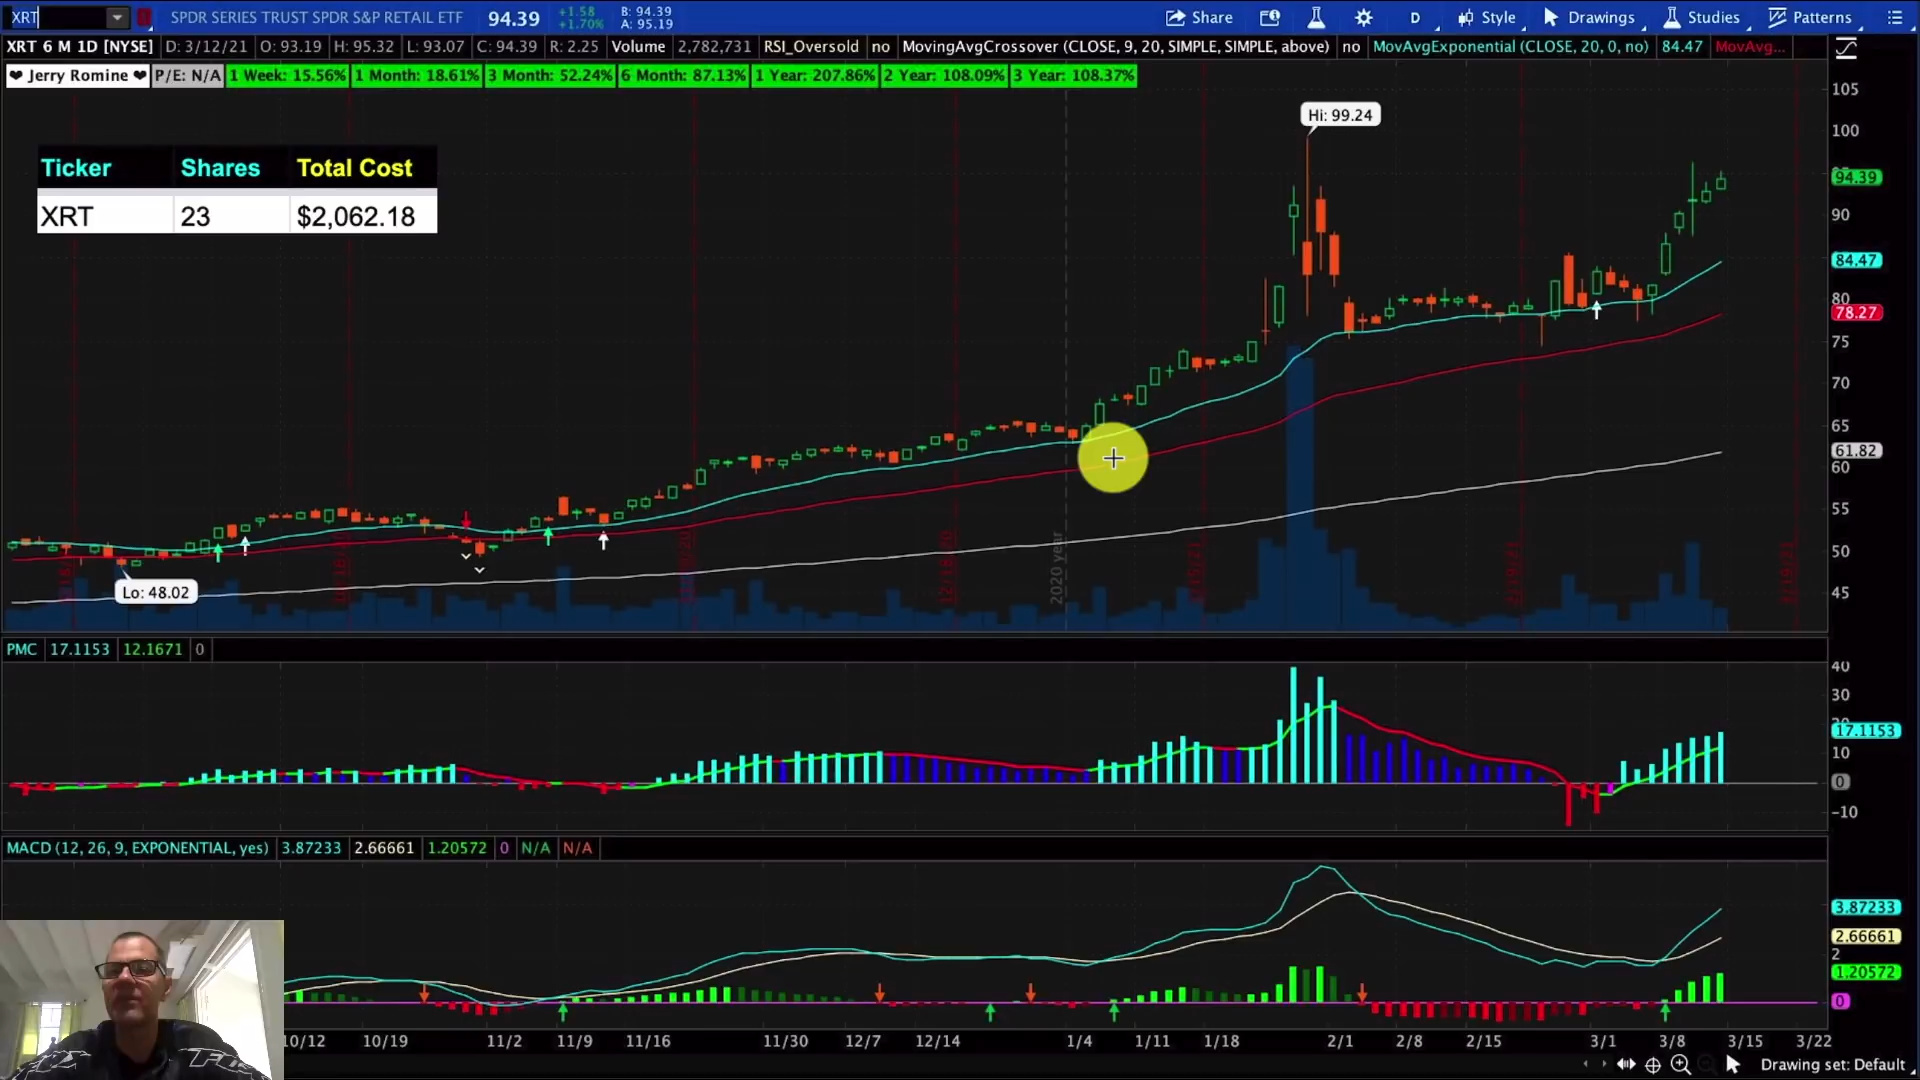 XRT SPDR SERIES TRUST SPDR S&P RETAIL ETF 94.39 +1.58 +1.70% B: 94.39 A: 95.19 Share D Style Drawings Studies Patterns
XRT 6 M 1D [NYSE] D: 3/12/21 O: 93.19 H: 95.32 L: 93.07 C: 94.39 R: 2.25 Volume 2,782,731 RSI_Oversold no MovingAvgCrossover (CLOSE, 9, 20, SIMPLE, SIMPLE, above) no MovAvgExponential (CLOSE, 20, 0, no) 84.47 MovAvg...
❤ Jerry Romine ❤ P/E: N/A 1 Week: 15.56% 1 Month: 18.61% 3 Month: 52.24% 6 Month: 87.13% 1 Year: 207.86% 2 Year: 108.09% 3 Year: 108.37%
105
Hi: 99.24
100
Ticker Shares Total Cost
94.39
XRT 23 $2,062.18
90
84.47
80
78.27
75
70
65
61.82
60
55
50
Lo: 48.02
45
2020 year
PMC 17.1153 12.1671 0
40
30
17.1153
10
0
-10
MACD (12, 26, 9, EXPONENTIAL, yes) 3.87233 2.66661 1.20572 0 N/A N/A
3.87233
2.66661
2
1.20572
0
10/12 10/19 11/2 11/9 11/16 11/30 12/7 12/14 1/4 1/11 1/18 2/1 2/8 2/15 3/1 3/8 3/15 3/22
Drawing set: Default